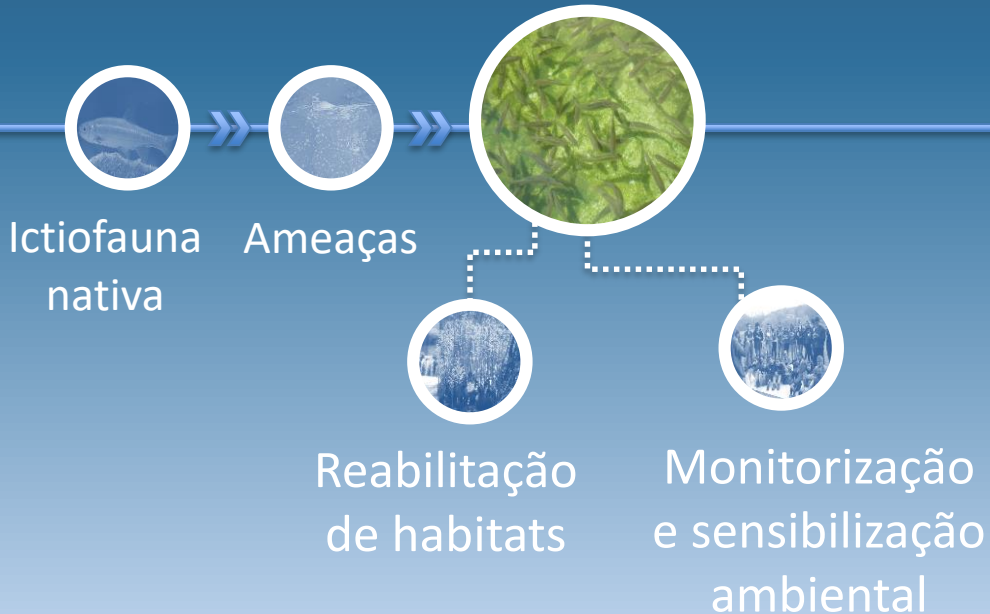 Ictiofauna
nativa
Ameaças
Reabilitação
de habitats
Monitorização
e sensibilização
ambiental